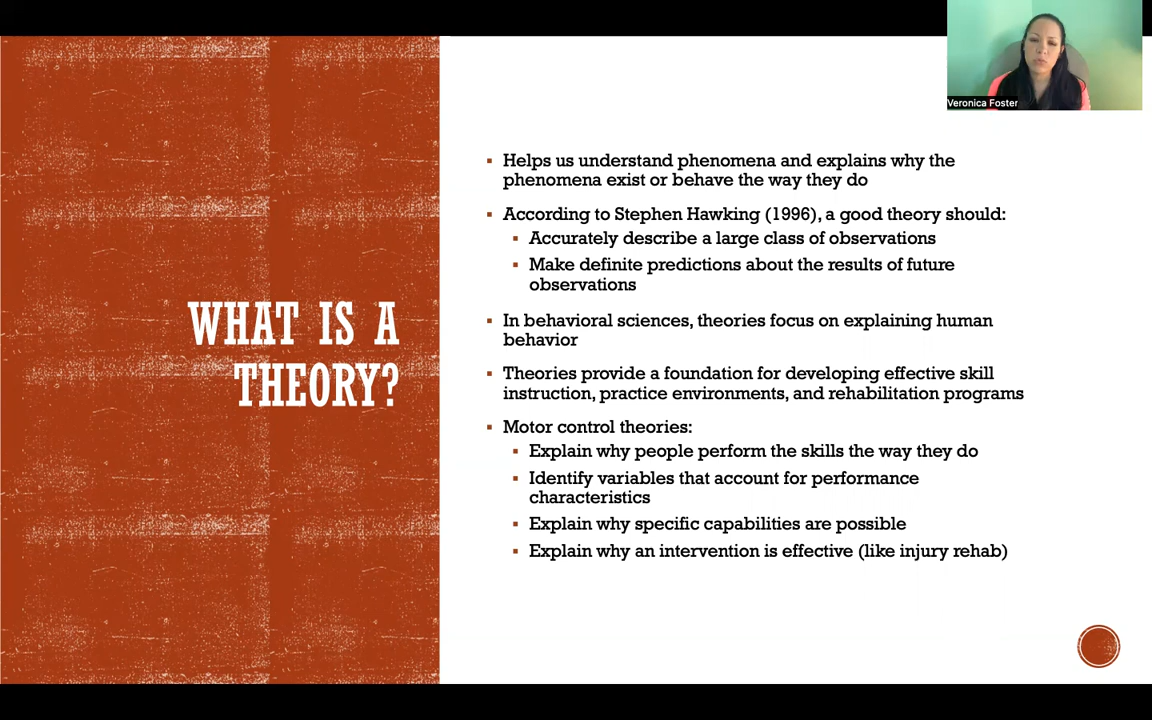 Veronica Foster
WHAT IS A
THEORY?
Helps us understand phenomena and explains why the
phenomena exist or behave the way they do
According to Stephen Hawking (1996), a good theory should:
Accurately describe a large class of observations
Make definite predictions about the results of future
observations
In behavioral sciences, theories focus on explaining human
behavior
Theories provide a foundation for developing effective skill
instruction, practice environments, and rehabilitation programs
Motor control theories:
Explain why people perform the skills the way they do
Identify variables that account for performance
characteristics
Explain why specific capabilities are possible
Explain why an intervention is effective (like injury rehab)